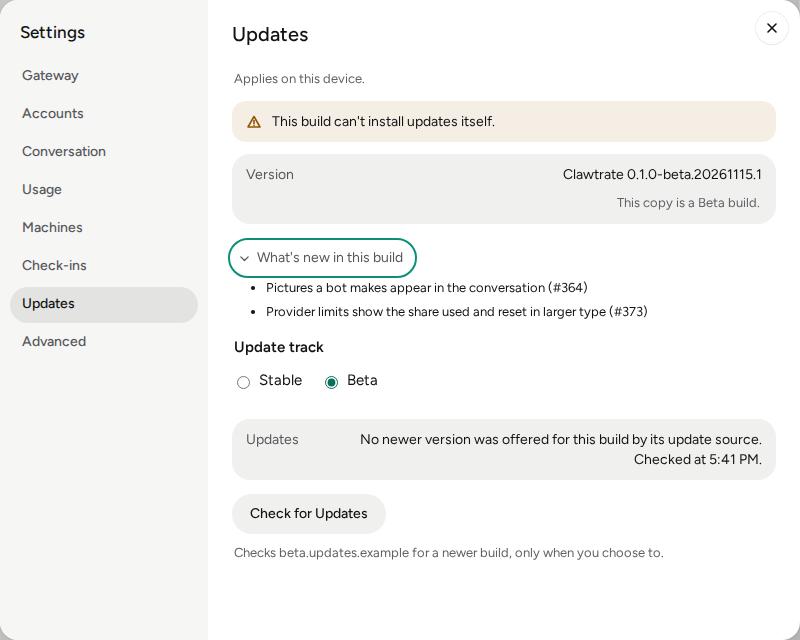 Settings
Gateway
Accounts
Conversation
Usage
Machines
Check-ins
Updates
Advanced
Updates
Applies on this device.
This build can't install updates itself.
Version
Clawtrate 0.1.0-beta.20261115.1
This copy is a Beta build.
What's new in this build
Pictures a bot makes appear in the conversation (#364)
Provider limits show the share used and reset in larger type (#373)
Update track
Stable
Beta
Updates
No newer version was offered for this build by its update source.
Checked at 5:41 PM.
Check for Updates
Checks beta.updates.example for a newer build, only when you choose to.